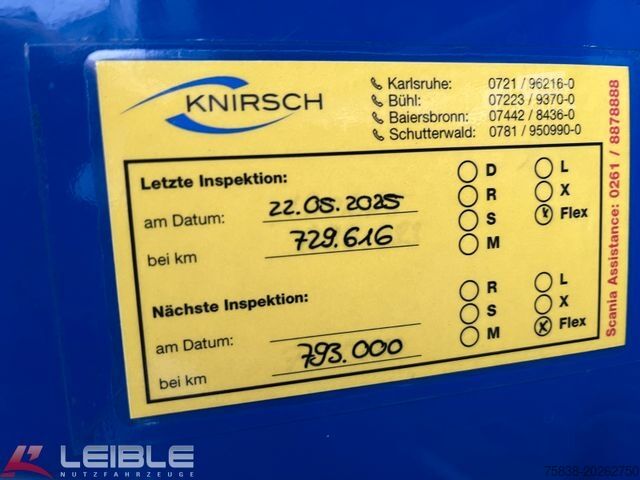 KNIRSCH
Karlsruhe: 0721 / 96216-0
Bühl: 07223 / 9370-0
Baiersbronn: 07442 / 8436-0
Schutterwald: 0781 / 950990-0
Letzte Inspektion:
am Datum: 22.05.2025
bei km 729.616
D L
R X
S Flex
M
Nächste Inspektion:
am Datum:
bei km 793.000
R L
S X
M Flex
Scania Assistance: 0261 / 8878888
LEIBLE
NUTZFAHRZEUGE
75838-20262750